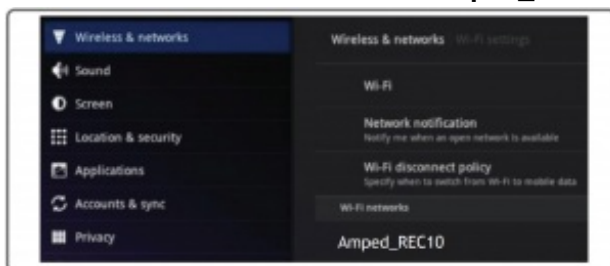 Wireless & networks
Sound
Screen
Location & security
Applications
Accounts & sync
Privacy
Wireless & networks Wi-Fi settings
Wi-Fi
Network notification
Notify me when an open network is available
Wi-Fi disconnect policy
Specify when to switch from Wi-Fi to mobile data
Wi-Fi networks
Amped_REC10